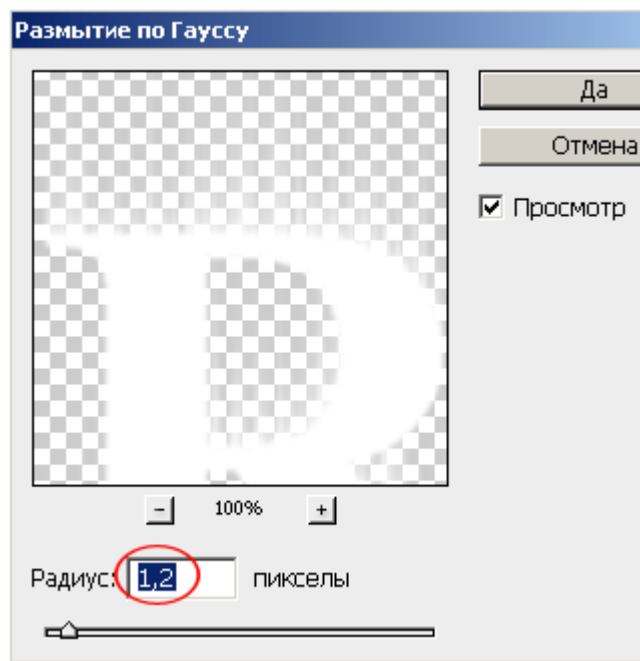 Размытие по Гауссу
Да
Отмена
Просмотр
100%
Радиус: 1,2 пикселы